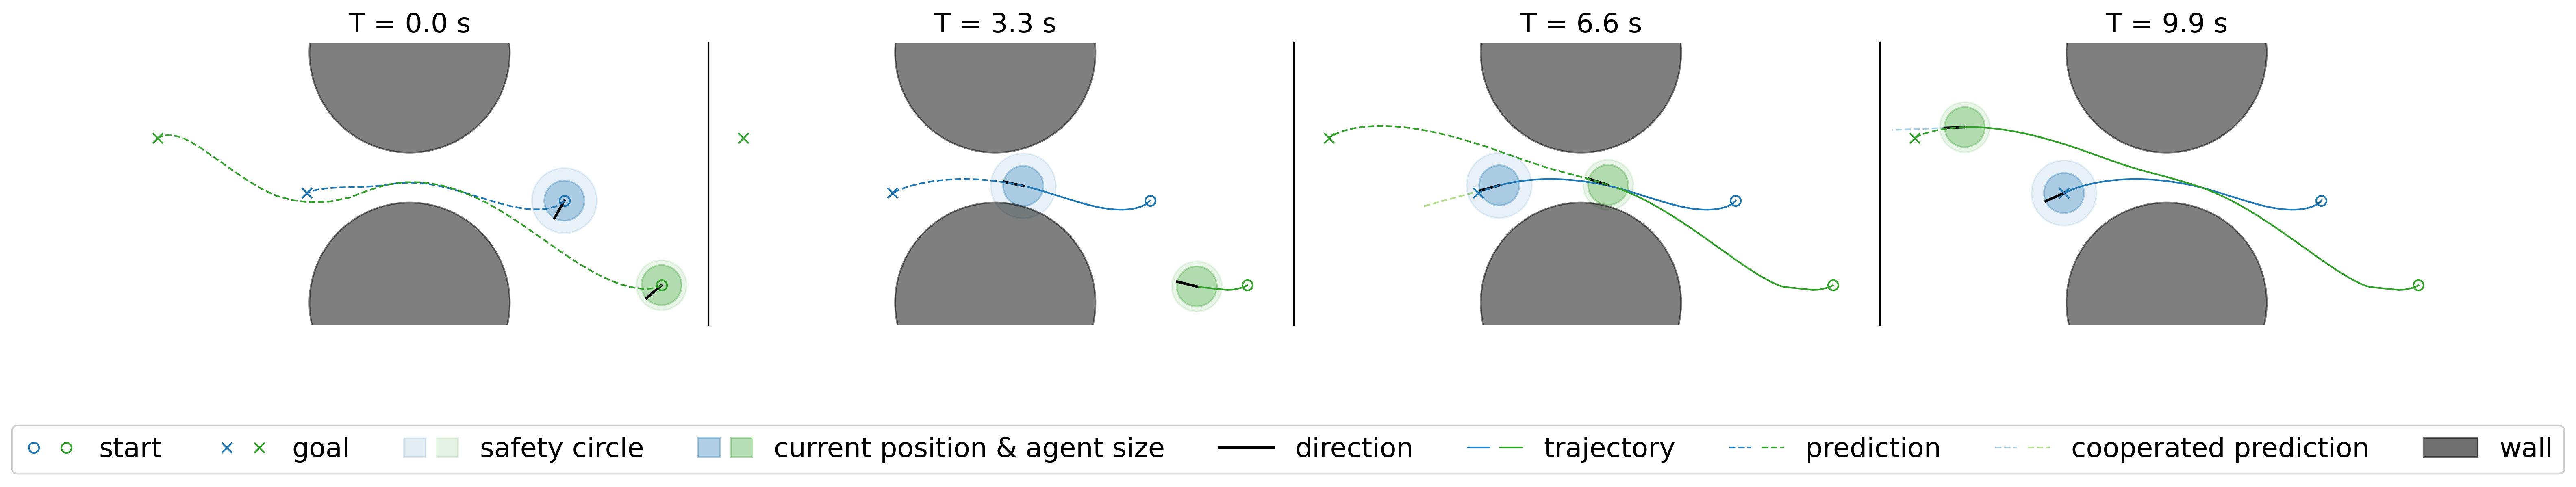 T = 0.0 s
T = 3.3 s
T = 6.6 s
T = 9.9 s
start goal safety circle current position & agent size direction trajectory prediction cooperated prediction wall